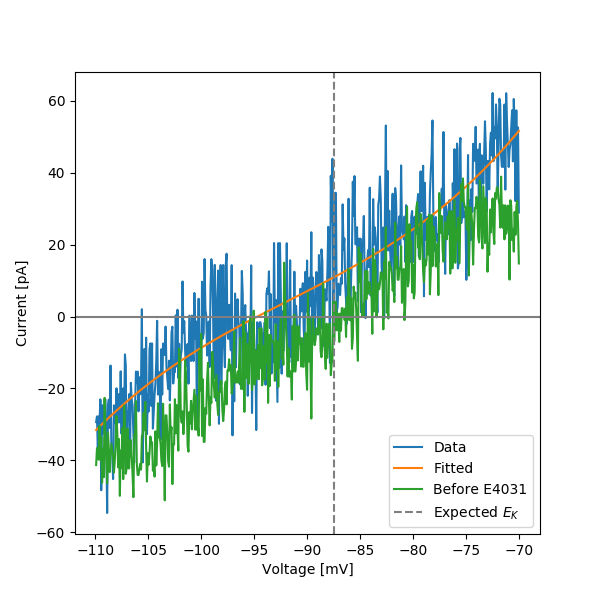 60
40
20
0
−20
−40
−60
Current [pA]
Data
Fitted
Before E4031
Expected E_K
−110 −105 −100 −95 −90 −85 −80 −75 −70
Voltage [mV]